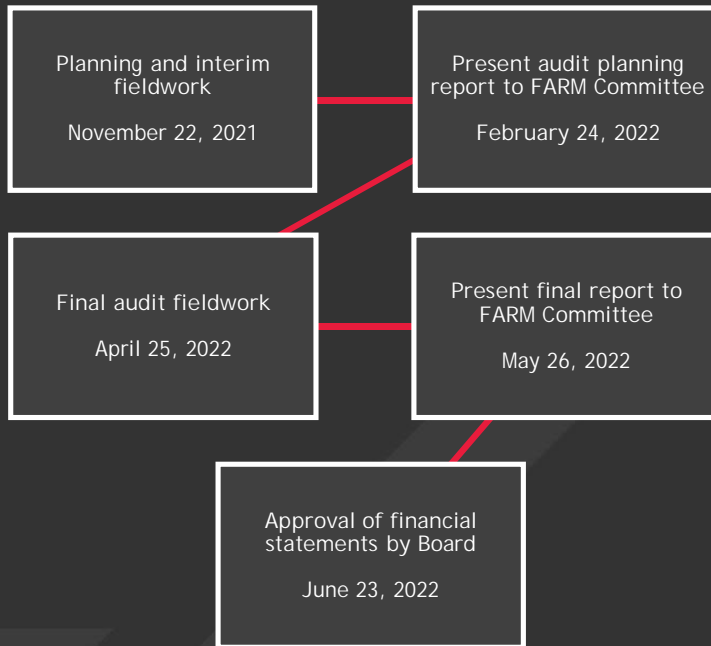 Planning and interim
fieldwork
November 22, 2021
Present audit planning
report to FARM Committee
February 24, 2022
Final audit fieldwork
April 25, 2022
Present final report to
FARM Committee
May 26, 2022
Approval of financial
statements by Board
June 23, 2022